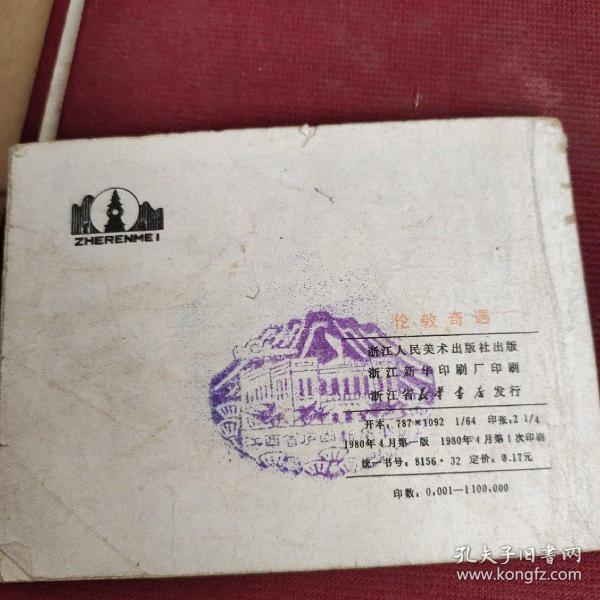 ZHERENMEI
伦敦奇遇
浙江人民美术出版社出版
浙江新华印刷厂印刷
浙江省新华书店发行
开本:787×1092 1/64 印张:2 1/4
1980年4月第一版 1980年4月第1次印刷
统一书号:8156·32 定价:0.17元
印数:0,001—1100,000
江西省
孔夫子旧书网
www.kongfz.com